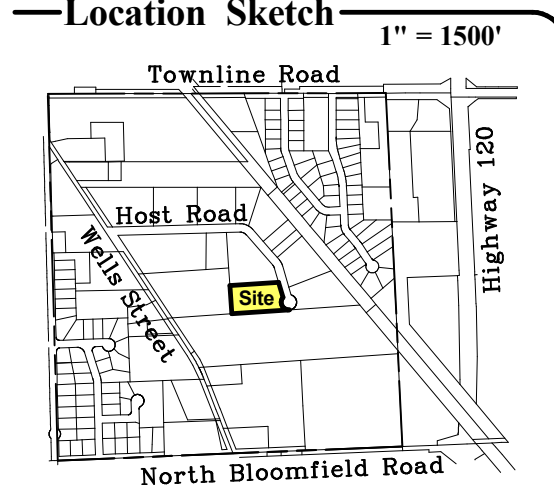 Location Sketch
1" = 1500'
Townline Road
Highway 120
Host Road
Wells Street
Site
North Bloomfield Road